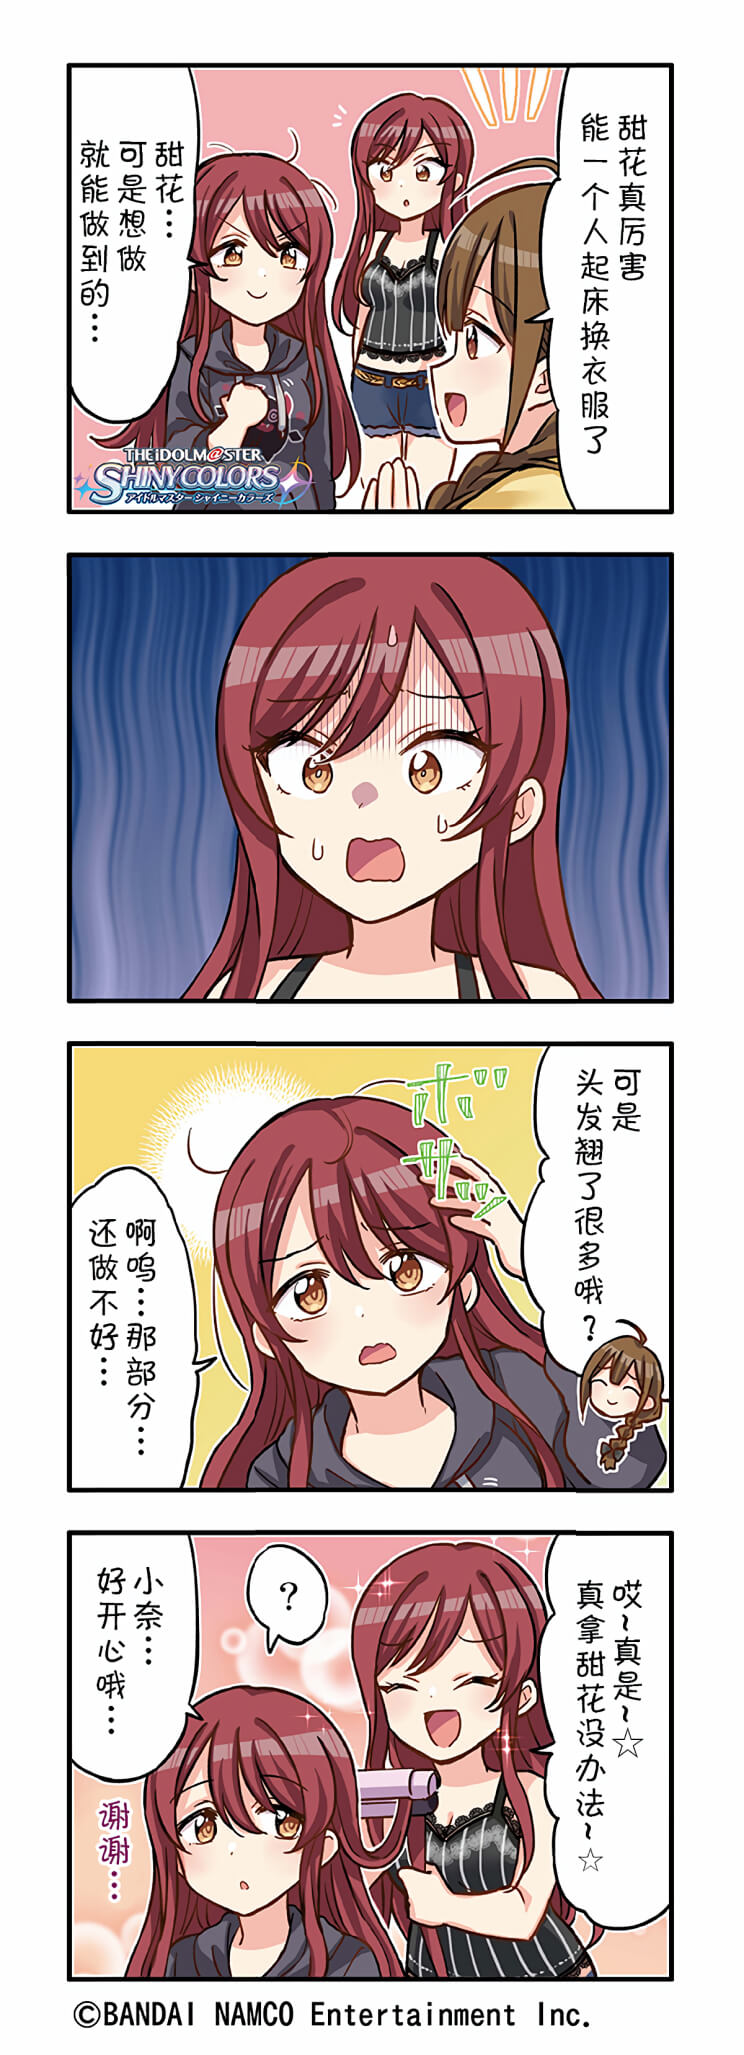 甜花真厉害
能一个人起床换衣服了
甜花…
可是想做
就能做到的…
THE iDOLM@STER
SHINY COLORS
アイドルマスター シャイニーカラーズ
可是
头发翘了很多哦？
ボサッ
啊呜…那部分…
还做不好…
哎~真是~☆
真拿甜花没办法~☆
？
小奈…
好开心哦…
谢谢…
©BANDAI NAMCO Entertainment Inc.